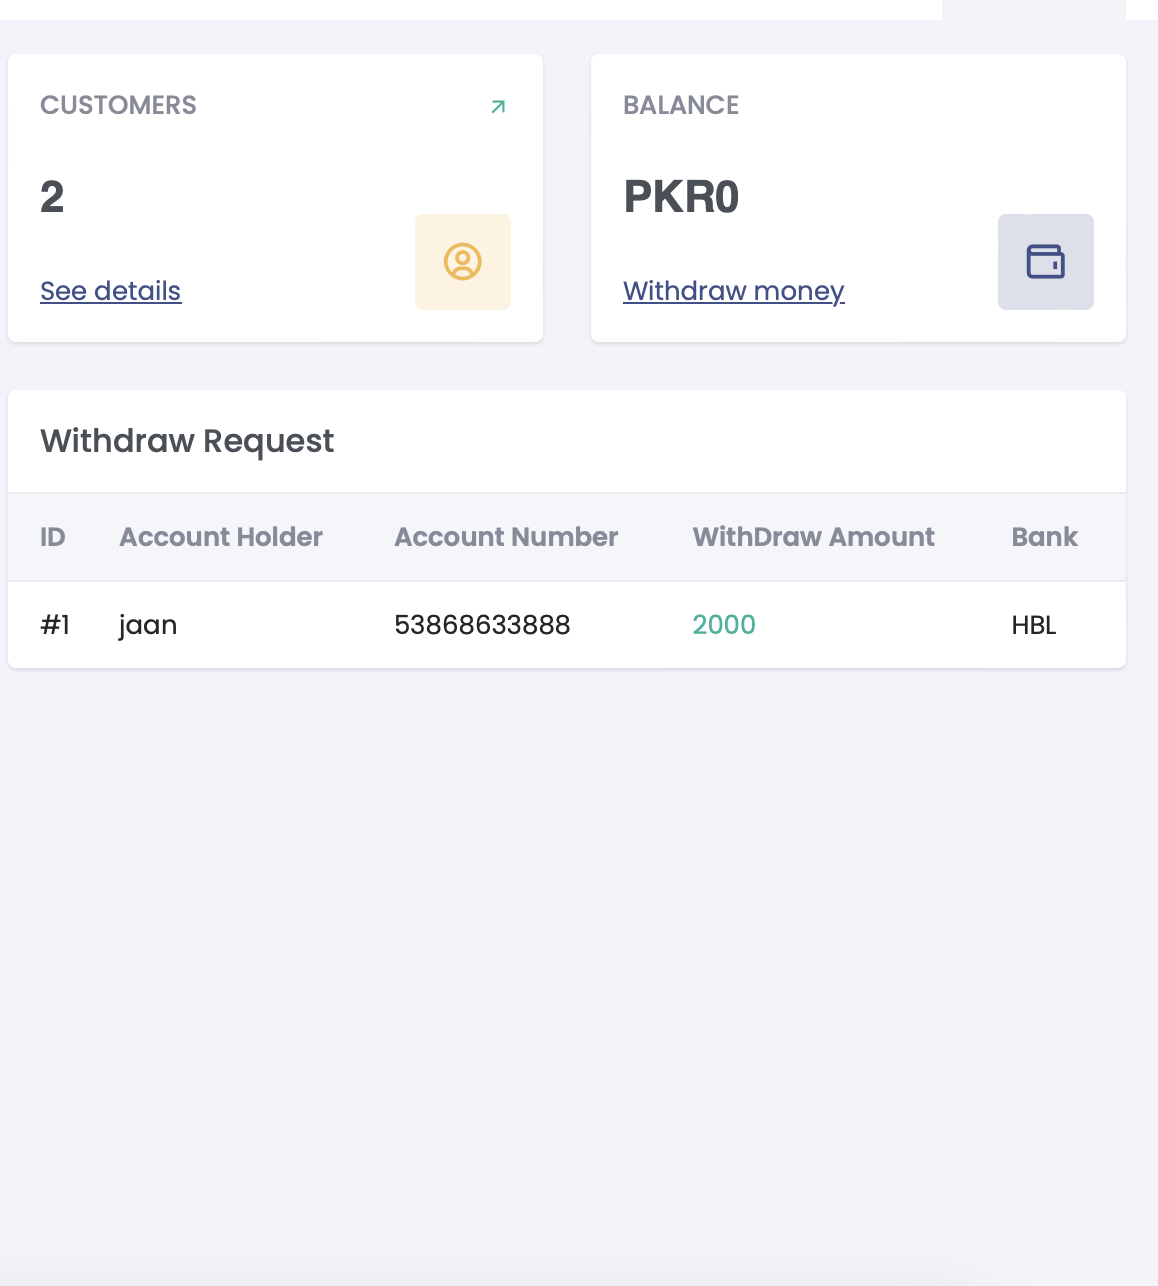 CUSTOMERS
2
See details
BALANCE
PKR0
Withdraw money
Withdraw Request
ID Account Holder Account Number WithDraw Amount Bank
#1 jaan 53868633888 2000 HBL